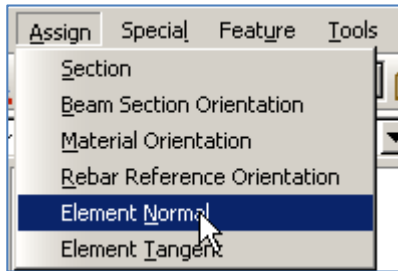 Assign Special Feature Tools
Section
Beam Section Orientation
Material Orientation
Rebar Reference Orientation
Element Normal
Element Tangent